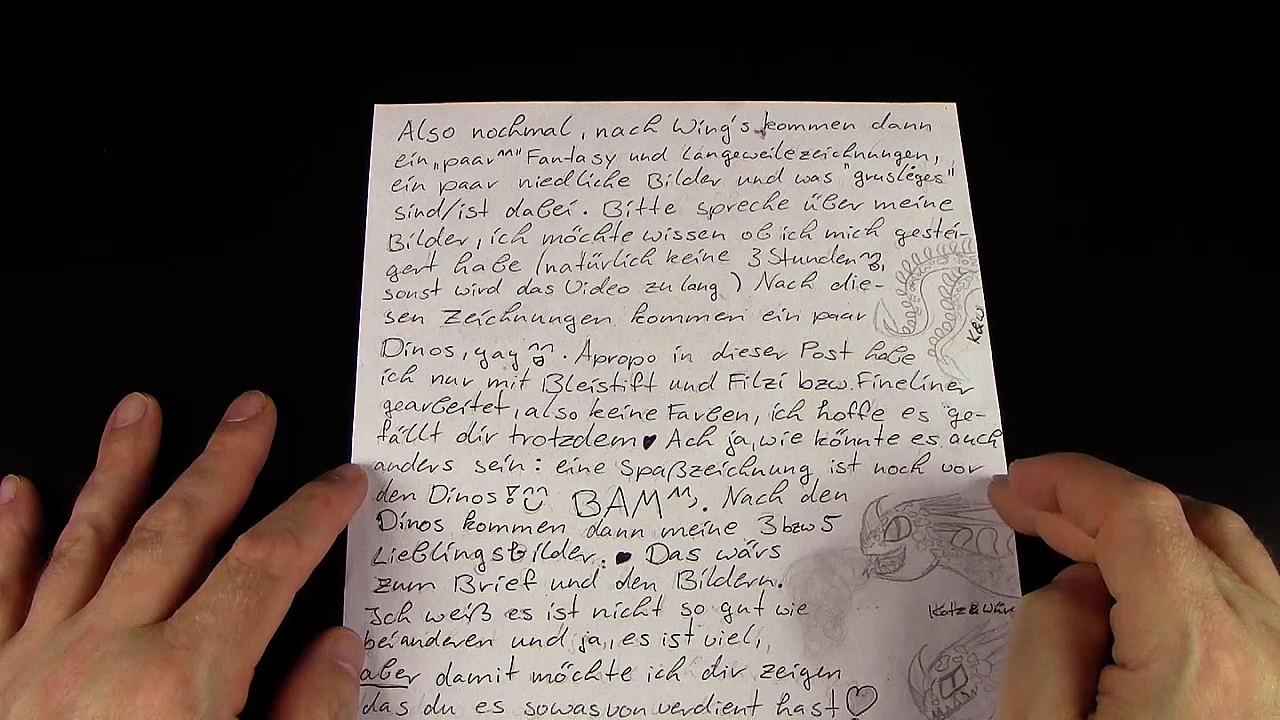 Also nochmal, nach Wing's kommen dann
ein „paar^^" Fantasy und Langeweilezeichnungen,
ein paar niedliche Bilder und was "grusliges"
sind/ist dabei. Bitte spreche über meine
Bilder, ich möchte wissen ob ich mich gestei-
gert habe (natürlich keine 3 Stunden^^,
sonst wird das Video zu lang) Nach die-
sen Zeichnungen kommen ein paar
Dinos, yay ^^. Apropo in dieser Post habe
ich nur mit Bleistift und Filzi bzw. Fineliner
gearbeitet, also keine Farben, ich hoffe es "ge-
fällt dir trotzdem ♥ Ach ja, wie könnte es auch
anders sein: eine Spaßzeichnung ist noch vor
den Dinos! BAM^^. Nach den
Dinos kommen dann meine 3 bzw 5
Lieblingsbilder. ♥ Das wärs
zum Brief und den Bildern.
Ich weiß es ist nicht so gut wie
bei anderen und ja, es ist viel,
aber damit möchte ich dir zeigen
das du es sowas von verdient hast ♡
K&W
Katz & Würm